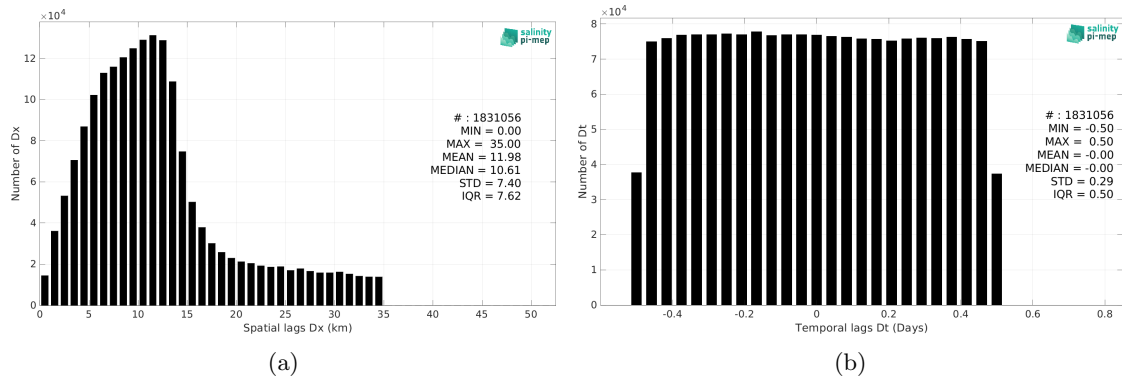 ×10⁴
12
10
8
6
4
2
0
0 5 10 15 20 25 30 35 40 45 50
Number of Dx
Spatial lags Dx (km)
salinity
pi-mep
# : 1831056
MIN = 0.00
MAX = 35.00
MEAN = 11.98
MEDIAN = 10.61
STD = 7.40
IQR = 7.62
(a)
×10⁴
8
7
6
5
4
3
2
1
0
-0.4 -0.2 0 0.2 0.4 0.6 0.8
Number of Dt
Temporal lags Dt (Days)
salinity
pi-mep
# : 1831056
MIN = -0.50
MAX = 0.50
MEAN = -0.00
MEDIAN = -0.00
STD = 0.29
IQR = 0.50
(b)